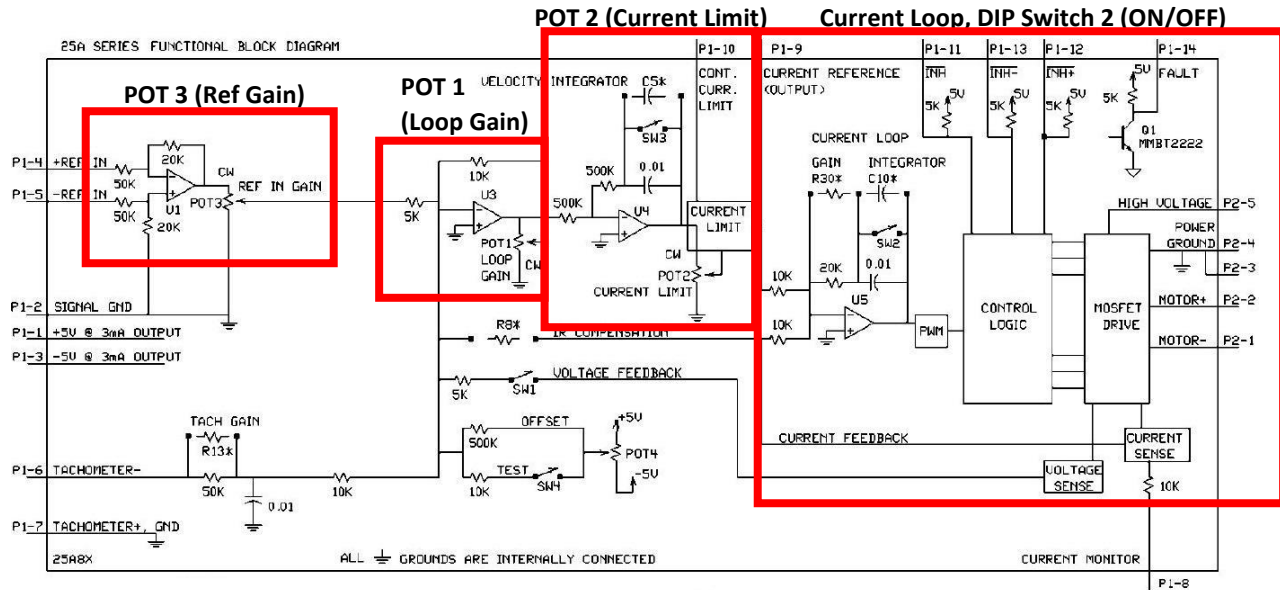 POT 2 (Current Limit)
Current Loop, DIP Switch 2 (ON/OFF)
25A SERIES FUNCTIONAL BLOCK DIAGRAM
P1-10
P1-9
P1-11
P1-13
P1-12
P1-14
POT 3 (Ref Gain)
POT 1
(Loop Gain)
VELOCITY INTEGRATOR
C5*
SW3
500K
0.01
CONT.
CURR.
LIMIT
CURRENT REFERENCE
(OUTPUT)
INH
5V
5K
INH-
5V
5K
INH+
5V
5K
5V
5K
FAULT
Q1
MMBT2222
P1-4
+REF IN
20K
50K
CW
REF IN GAIN
P1-5
-REF IN
50K
U1
20K
POT3
10K
5K
U3
POT1
LOOP
GAIN
CW
500K
U4
CURRENT
LIMIT
CW
POT2
CURRENT LIMIT
CURRENT LOOP
GAIN
R30*
INTEGRATOR
C10*
SW2
20K
0.01
10K
10K
U5
PWM
CONTROL
LOGIC
MOSFET
DRIVE
HIGH VOLTAGE
P2-5
POWER
GROUND
P2-4
P2-3
MOTOR+
P2-2
MOTOR-
P2-1
P1-2
SIGNAL GND
P1-1
+5V @ 3mA OUTPUT
P1-3
-5V @ 3mA OUTPUT
R8*
IR COMPENSATION
5K
SW1
VOLTAGE FEEDBACK
OFFSET
500K
TEST
10K
SW4
+5V
POT4
-5V
CURRENT FEEDBACK
CURRENT
SENSE
VOLTAGE
SENSE
10K
TACH GAIN
R13*
P1-6
TACHOMETER-
50K
0.01
10K
P1-7
TACHOMETER+, GND
25A8X
ALL GROUNDS ARE INTERNALLY CONNECTED
CURRENT MONITOR
P1-8